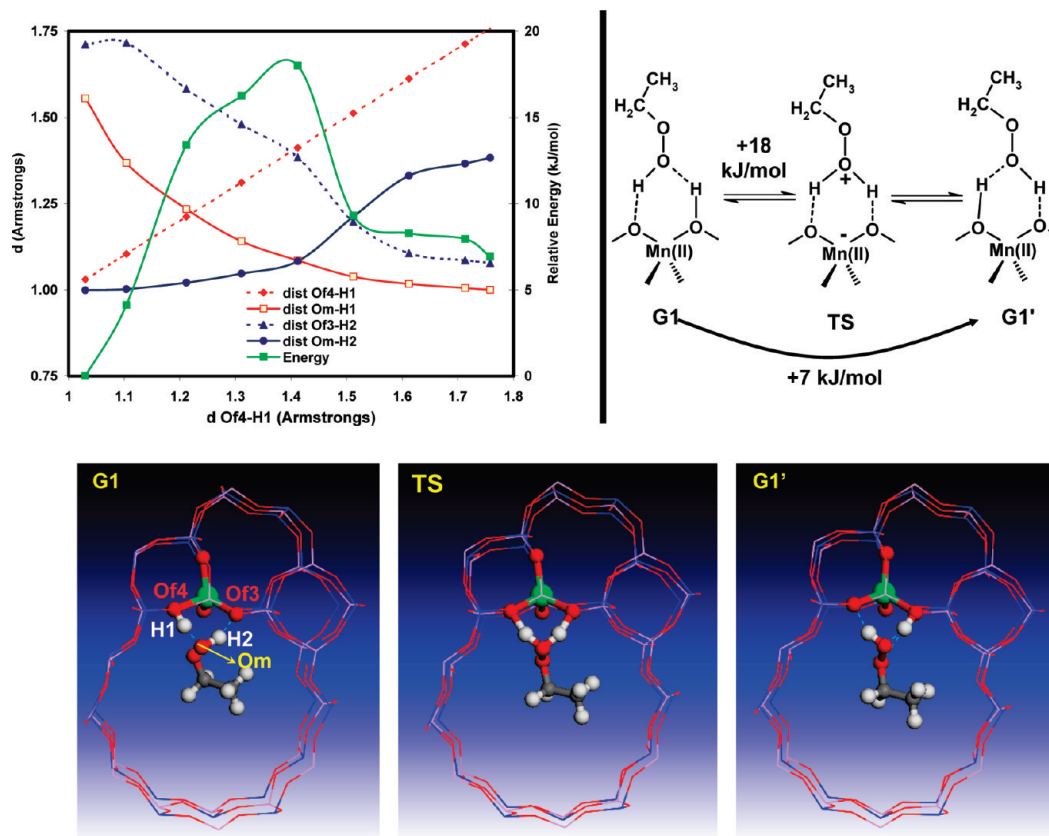 1.75
1.50
1.25
1.00
0.75
d (Armstrongs)
20
15
10
5
0
Relative Energy (kJ/mol)
dist Of4-H1
dist Om-H1
dist Of3-H2
dist Om-H2
Energy
1 1.1 1.2 1.3 1.4 1.5 1.6 1.7 1.8
d Of4-H1 (Armstrongs)
CH3 CH3 CH3
H2C H2C H2C
O O O
+18
kJ/mol
O O O
+
H H H H H H
-
O O O O O O
Mn(II) Mn(II) Mn(II)
G1 TS G1'
+7 kJ/mol
G1
Of4 Of3
H1
H2
Om
TS
G1'